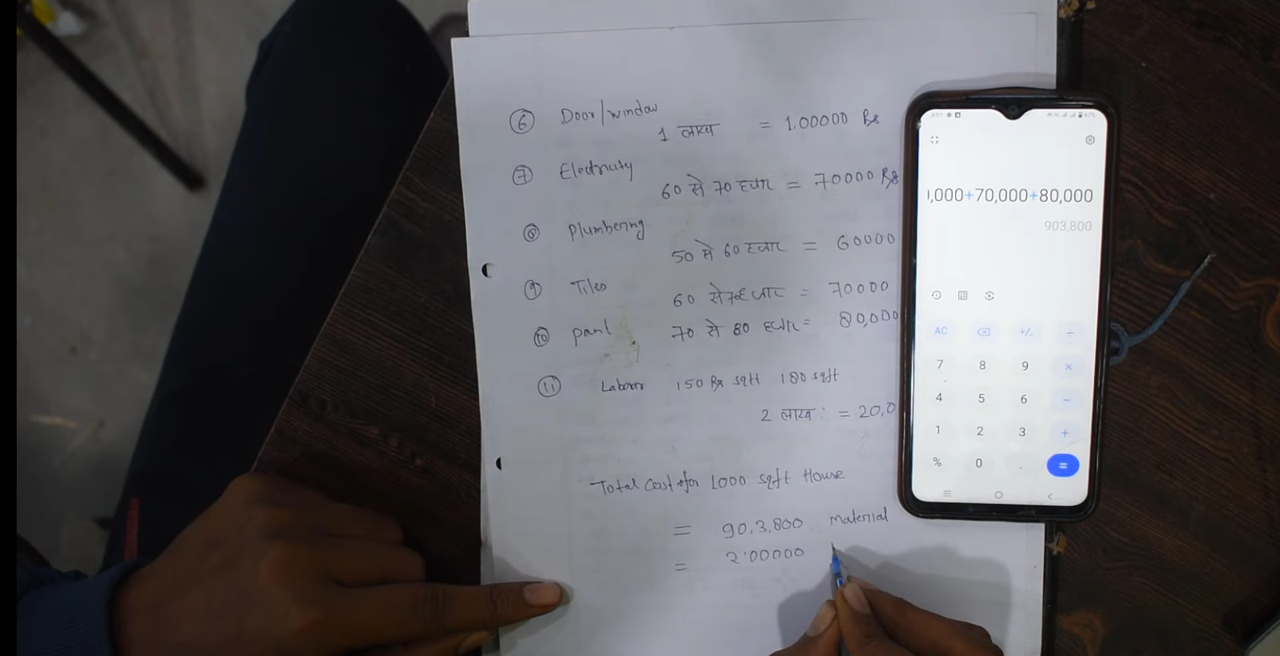 ⑥ Door/window
1 लाख = 1.00000 Rs
⑦ Electricity
60 से 70 हजार = 70000 Rs
⑧ Plumbering
50 से 60 हजार = 60000
⑨ Tiles
60 से 70 हजार = 70000
⑩ Paint 70 से 80 हजार = 80,000
⑪ Labour 150 Rs sqft 180 sqft
2 लाख = 20,0
Total Cost for 1000 sqft House
= 90,3,800 Material
= 2'00000
,000+70,000+80,000
903,800
AC +/- ÷
7 8 9 ×
4 5 6 −
1 2 3 +
% 0 . =